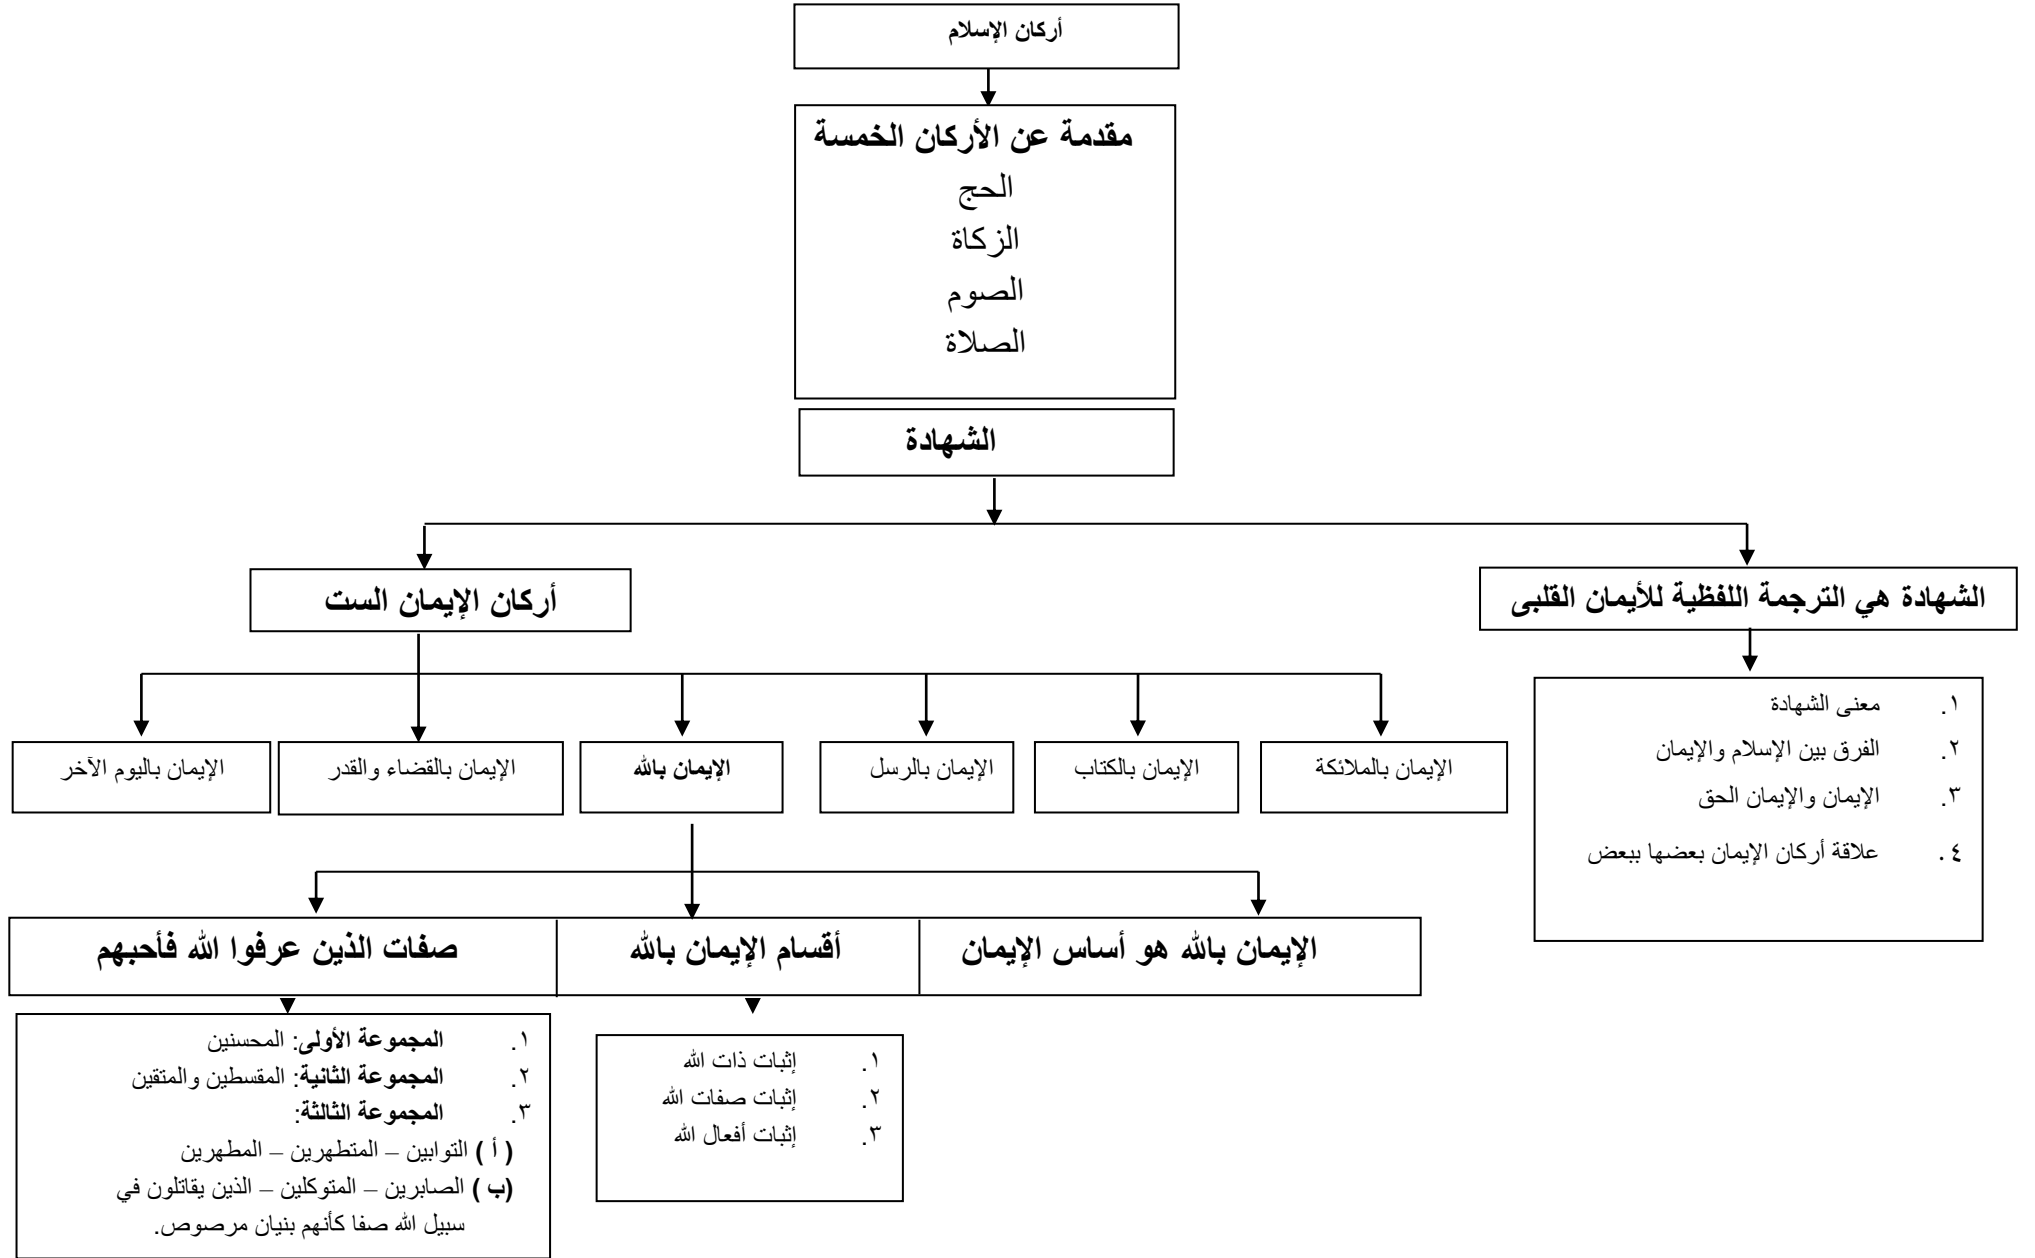 أركان الإسلام
مقدمة عن الأركان الخمسة
الحج
الزكاة
الصوم
الصلاة
الشهادة
الشهادة هي الترجمة اللفظية للأيمان القلبى
أركان الإيمان الست
١. معنى الشهادة
٢. الفرق بين الإسلام والإيمان
٣. الإيمان والإيمان الحق
٤. علاقة أركان الإيمان بعضها ببعض
الإيمان بالملائكة
الإيمان بالكتاب
الإيمان بالرسل
الإيمان بالله
الإيمان بالقضاء والقدر
الإيمان باليوم الآخر
الإيمان بالله هو أساس الإيمان
أقسام الإيمان بالله
صفات الذين عرفوا الله فأحبهم
١. إثبات ذات الله
٢. إثبات صفات الله
٣. إثبات أفعال الله
١. المجموعة الأولى: المحسنين
٢. المجموعة الثانية: المقسطين والمتقين
٣. المجموعة الثالثة:
( أ ) التوابين – المتطهرين – المطهرين
(ب ) الصابرين – المتوكلين – الذين يقاتلون في
سبيل الله صفا كأنهم بنيان مرصوص.